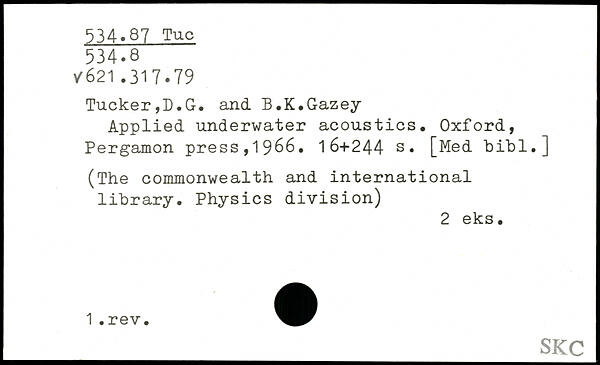 534.87 Tuc
534.8
v621.317.79
Tucker,D.G. and B.K.Gazey
Applied underwater acoustics. Oxford,
Pergamon press,1966. 16+244 s. [Med bibl.]
(The commonwealth and international
library. Physics division)
2 eks.
1.rev.
SKC